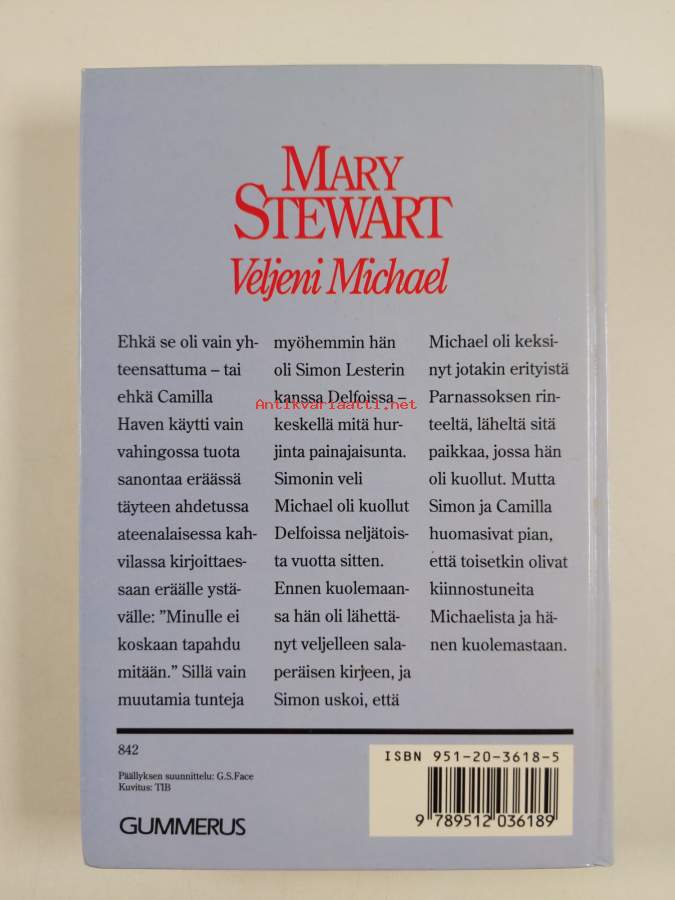 MARY
STEWART
Veljeni Michael
Ehkä se oli vain yh-
teensattuma – tai
ehkä Camilla
Haven käytti vain
vahingossa tuota
sanontaa eräässä
täyteen ahdetussa
ateenalaisessa kah-
vilassa kirjoittaes-
saan eräälle ystä-
välle: ”Minulle ei
koskaan tapahdu
mitään.” Sillä vain
muutamia tunteja
myöhemmin hän
oli Simon Lesterin
kanssa Delfoissa –
keskellä mitä hur-
jinta painajaisunta.
Simonin veli
Michael oli kuollut
Delfoissa neljätois-
ta vuotta sitten.
Ennen kuolemaan-
sa hän oli lähettä-
nyt veljelleen sala-
peräisen kirjeen, ja
Simon uskoi, että
Michael oli keksi-
nyt jotakin erityistä
Parnassoksen rin-
teeltä, läheltä sitä
paikkaa, jossa hän
oli kuollut. Mutta
Simon ja Camilla
huomasivat pian,
että toisetkin olivat
kiinnostuneita
Michaelista ja hä-
nen kuolemastaan.
Antikvariaatti.net
842
Päällyksen suunnittelu: G.S.Face
Kuvitus: TIB
GUMMERUS
ISBN 951-20-3618-5
9 789512 036189